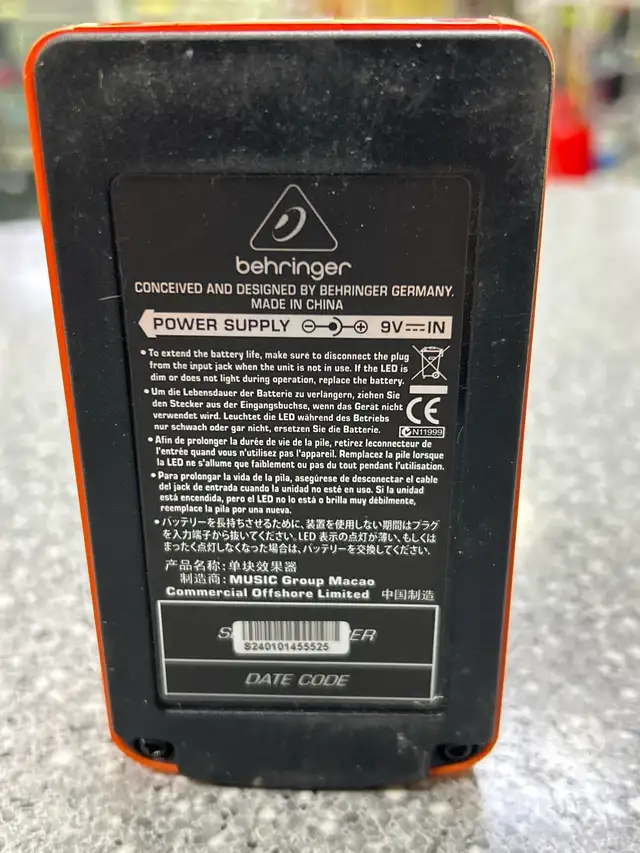 behringer
CONCEIVED AND DESIGNED BY BEHRINGER GERMANY.
MADE IN CHINA
POWER SUPPLY 9V IN
• To extend the battery life, make sure to disconnect the plug
from the input jack when the unit is not in use. If the LED is
dim or does not light during operation, replace the battery.
• Um die Lebensdauer der Batterie zu verlängern, ziehen Sie
den Stecker aus der Eingangsbuchse, wenn das Gerät nicht
verwendet wird. Leuchtet die LED während des Betriebs
nur schwach oder gar nicht, ersetzen Sie die Batterie.
CE
N11999
• Afin de prolonger la durée de vie de la pile, retirez leconnecteur de
l'entrée quand vous n'utilisez pas l'appareil. Remplacez la pile lorsque
la LED ne s'allume que faiblement ou pas du tout pendant l'utilisation.
• Para prolongar la vida de la pila, asegúrese de desconectar el cable
del jack de entrada cuando la unidad no esté en uso. Si la unidad
está encendida, pero el LED no lo está o brilla muy débilmente,
reemplace la pila por una nueva.
• バッテリーを長持ちさせるために、装置を使用しない期間はプラグ
を入力端子から抜いてください。LED 表示の点灯が薄い、もしくは
まったく点灯しなくなった場合は、バッテリーを交換してください。
产品名称: 单块效果器
制造商: MUSIC Group Macao
Commercial Offshore Limited 中国制造
S ER
S240101455525
DATE CODE